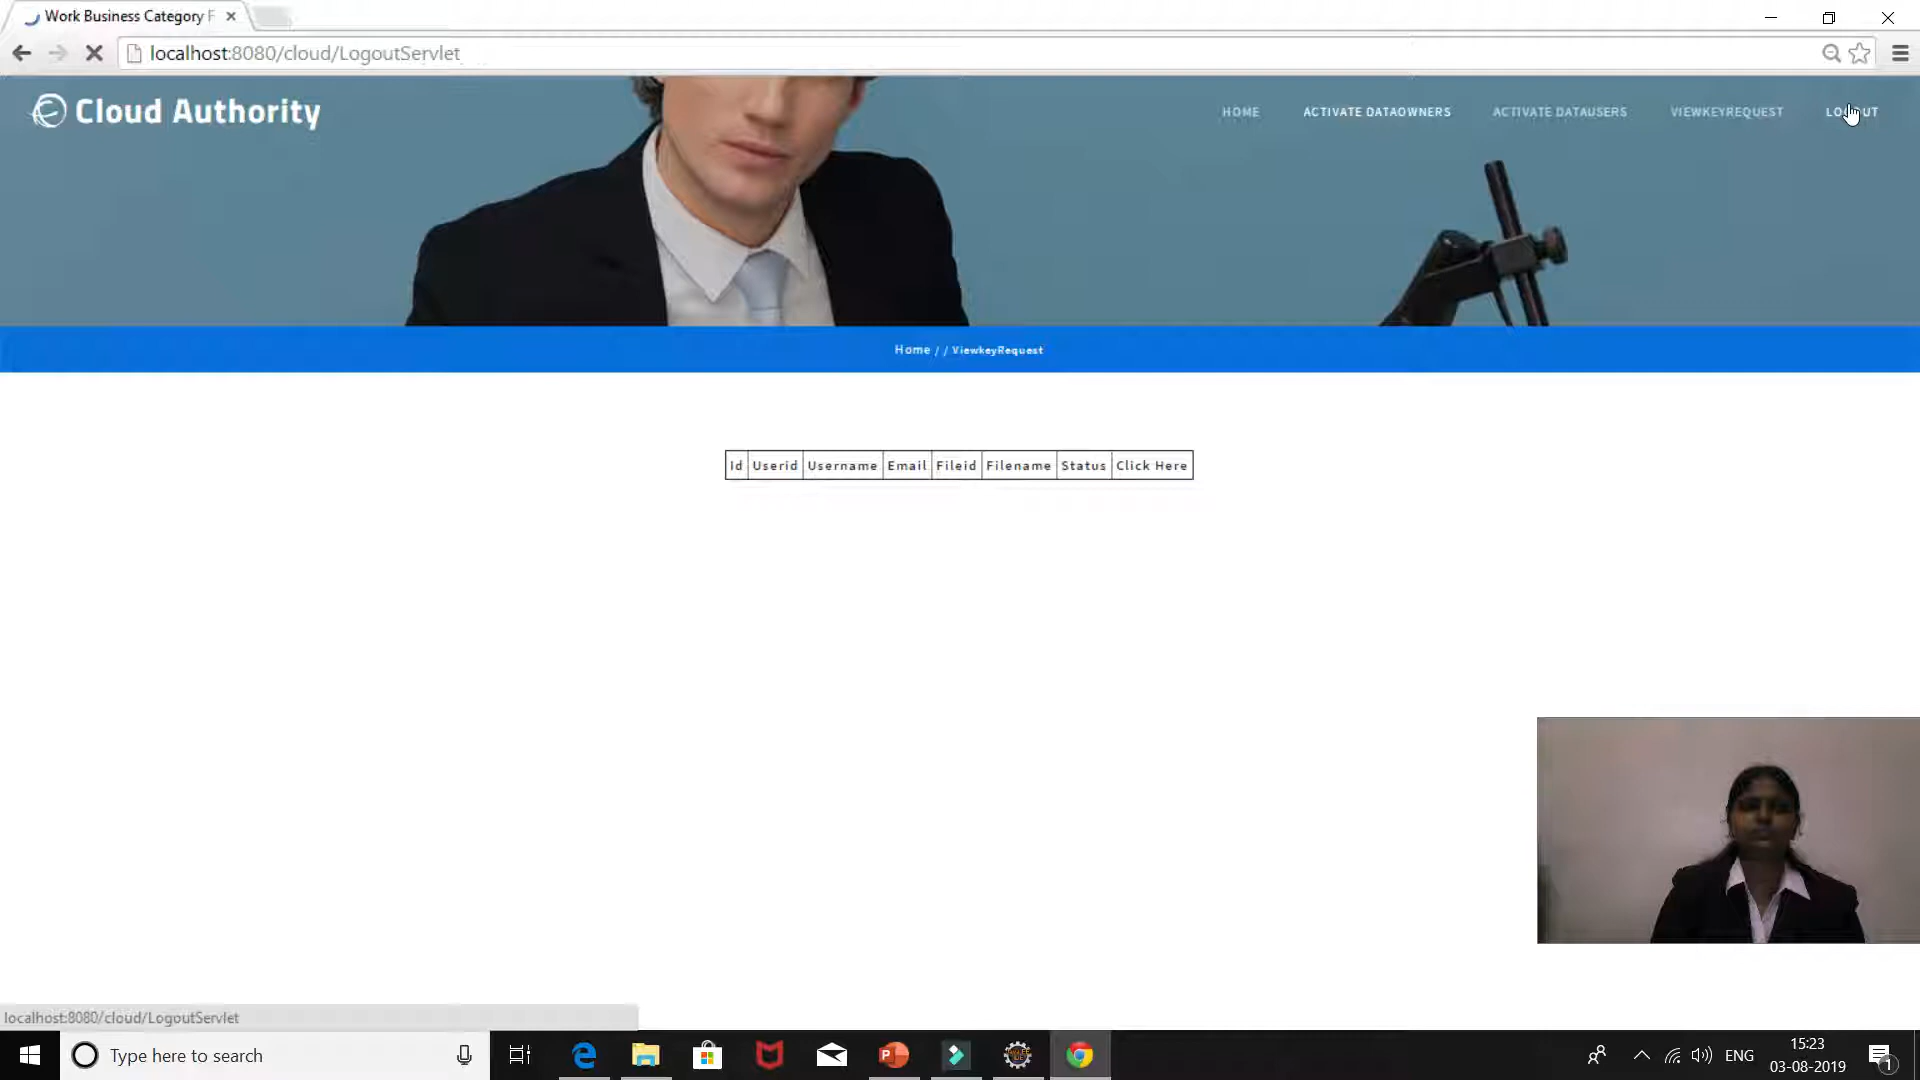 Work Business Category F
localhost:8080/cloud/LogoutServlet
Cloud Authority
HOME ACTIVATE DATAOWNERS ACTIVATE DATAUSERS VIEWKEYREQUEST LOGOUT
Home / / ViewkeyRequest
Id Userid Username Email Fileid Filename Status Click Here
localhost:8080/cloud/LogoutServlet
Type here to search
ENG
15:23
03-08-2019
1